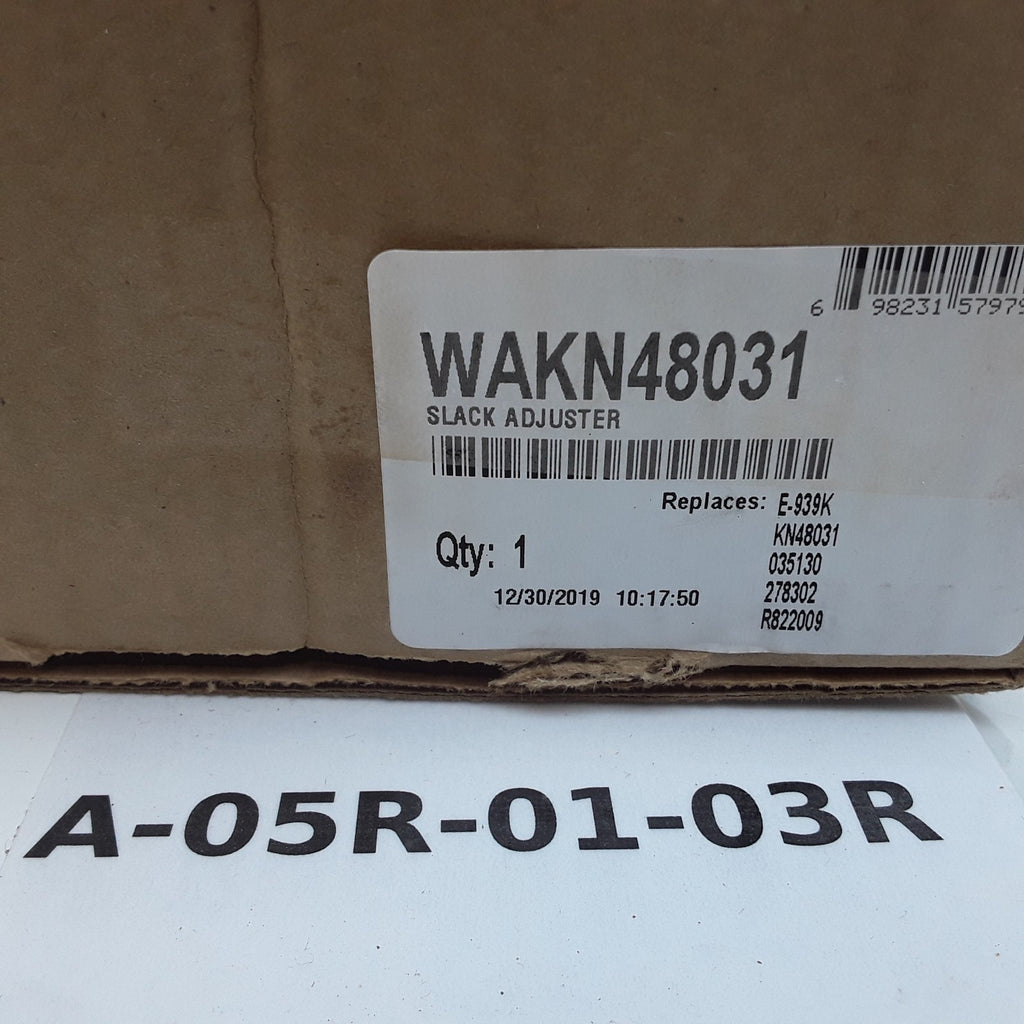 6 98231 57979
WAKN48031
SLACK ADJUSTER
Replaces: E-939K
KN48031
035130
278302
R822009
Qty: 1
12/30/2019 10:17:50
A-05R-01-03R